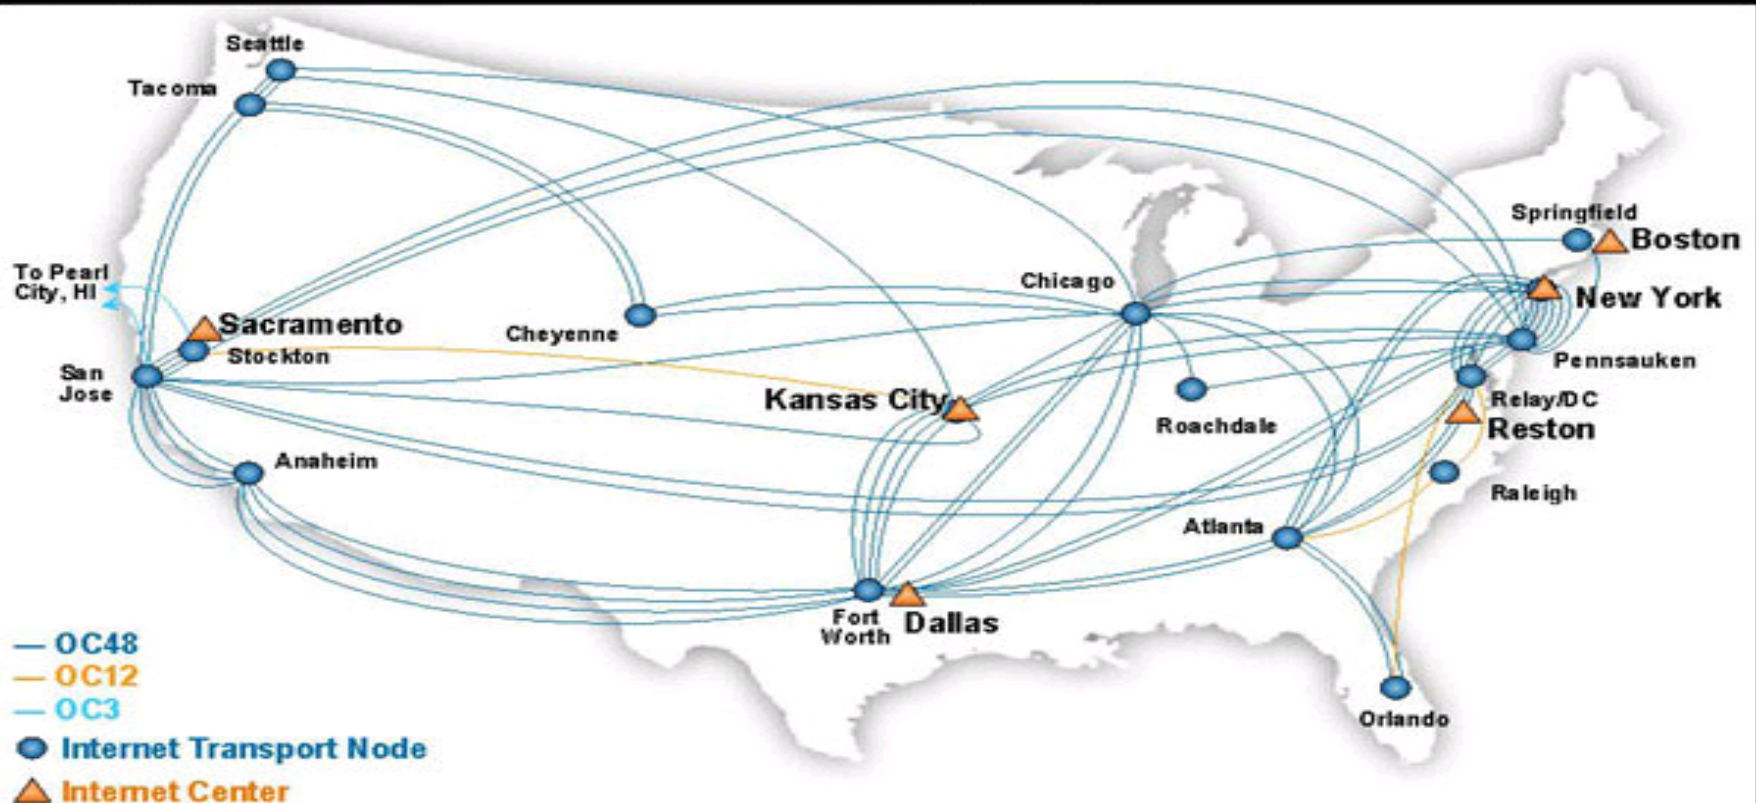 Seattle
Tacoma
Springfield
Boston
To Pearl
City, HI
Chicago
New York
Sacramento
Cheyenne
Stockton
Pennsauken
San
Jose
Kansas City
Relay/DC
Roachdale
Reston
Anaheim
Raleigh
Atlanta
Fort
Worth
Dallas
OC48
OC12
OC3
Orlando
Internet Transport Node
Internet Center